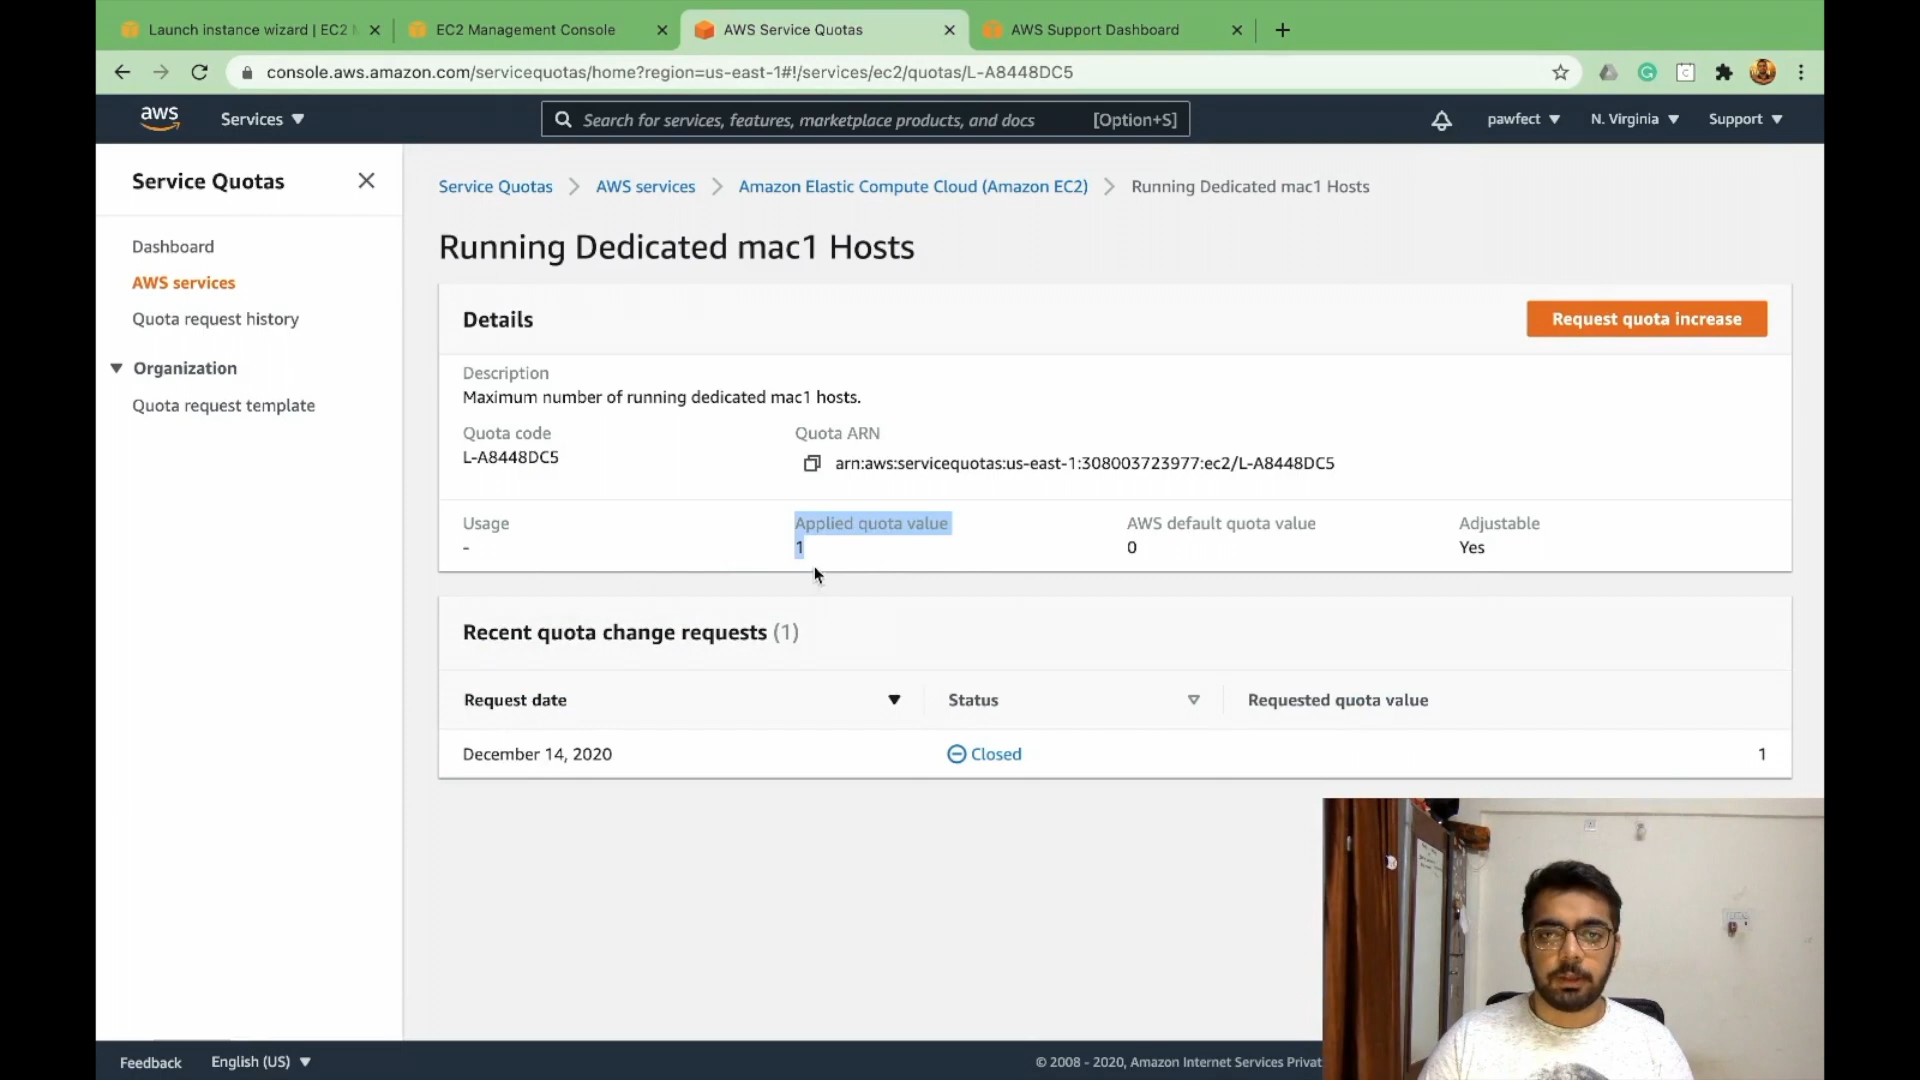 Launch instance wizard | EC2
EC2 Management Console
AWS Service Quotas
AWS Support Dashboard
console.aws.amazon.com/servicequotas/home?region=us-east-1#!/services/ec2/quotas/L-A8448DC5
aws
Services
Search for services, features, marketplace products, and docs
[Option+S]
pawfect
N. Virginia
Support
Service Quotas
Dashboard
AWS services
Quota request history
Organization
Quota request template
Service Quotas
AWS services
Amazon Elastic Compute Cloud (Amazon EC2)
Running Dedicated mac1 Hosts
Running Dedicated mac1 Hosts
Details
Request quota increase
Description
Maximum number of running dedicated mac1 hosts.
Quota code
L-A8448DC5
Quota ARN
arn:aws:servicequotas:us-east-1:308003723977:ec2/L-A8448DC5
Usage
-
Applied quota value
1
AWS default quota value
0
Adjustable
Yes
Recent quota change requests (1)
Request date
Status
Requested quota value
December 14, 2020
Closed
1
Feedback
English (US)
© 2008 - 2020, Amazon Internet Services Privat